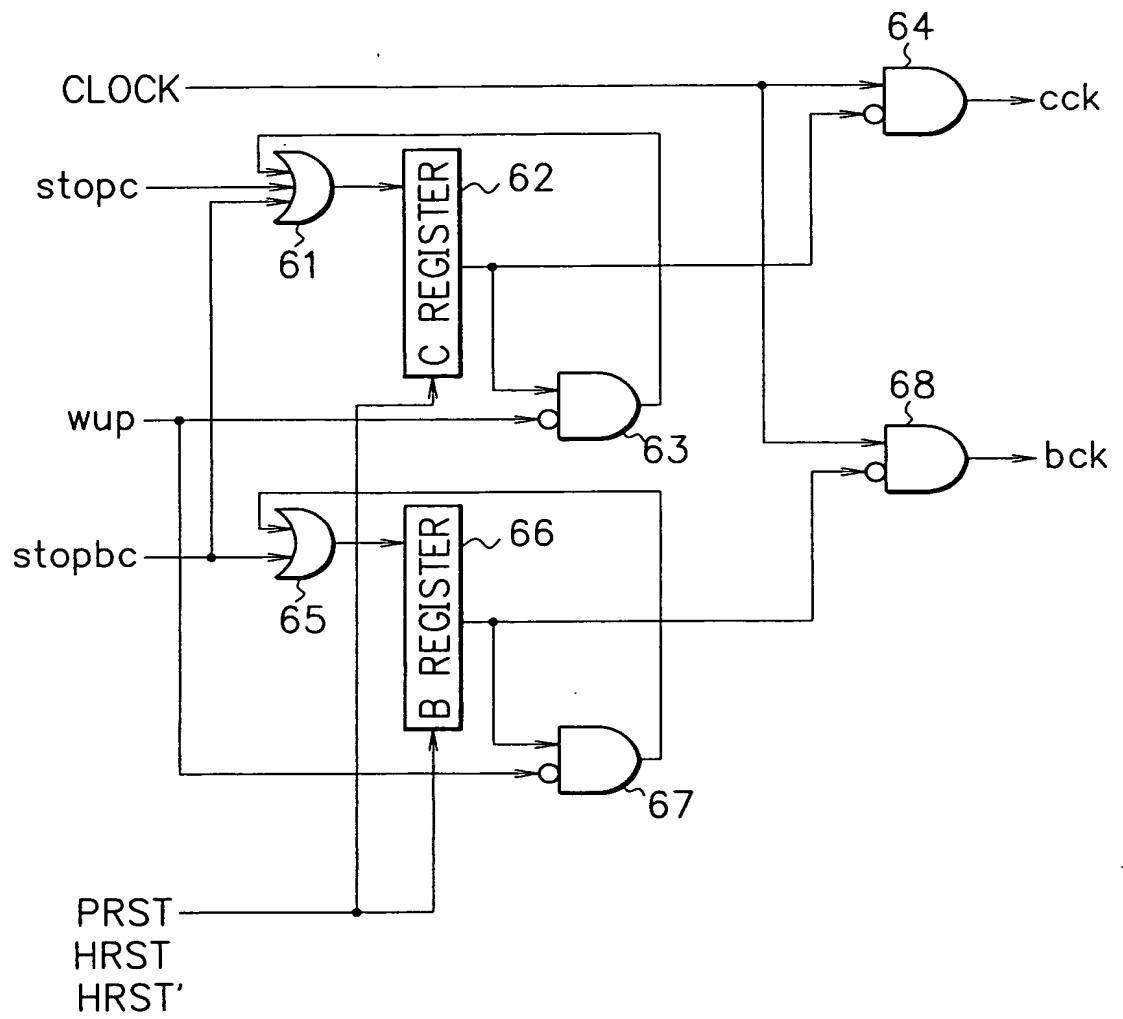 64
CLOCK
cck
stopc
C REGISTER
62
61
wup
63
68
bck
stopbc
B REGISTER
66
65
67
PRST
HRST
HRST'